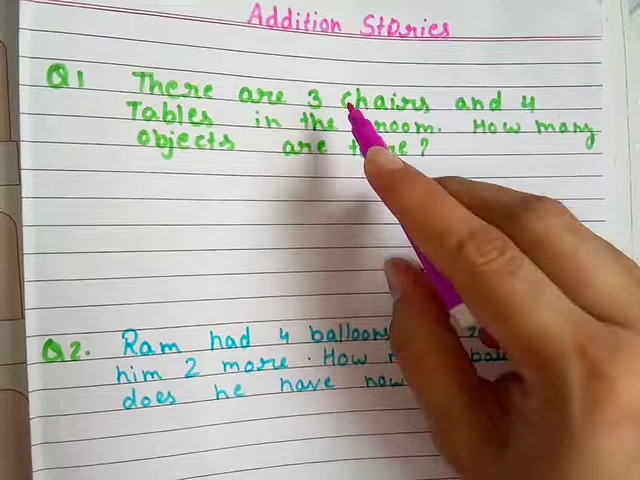 Addition Stories
Q1 There are 3 chairs and 4
Tables in the room. How many
objects are ?
Q2. Ram had 4 balloons
him 2 more. How
does he have now